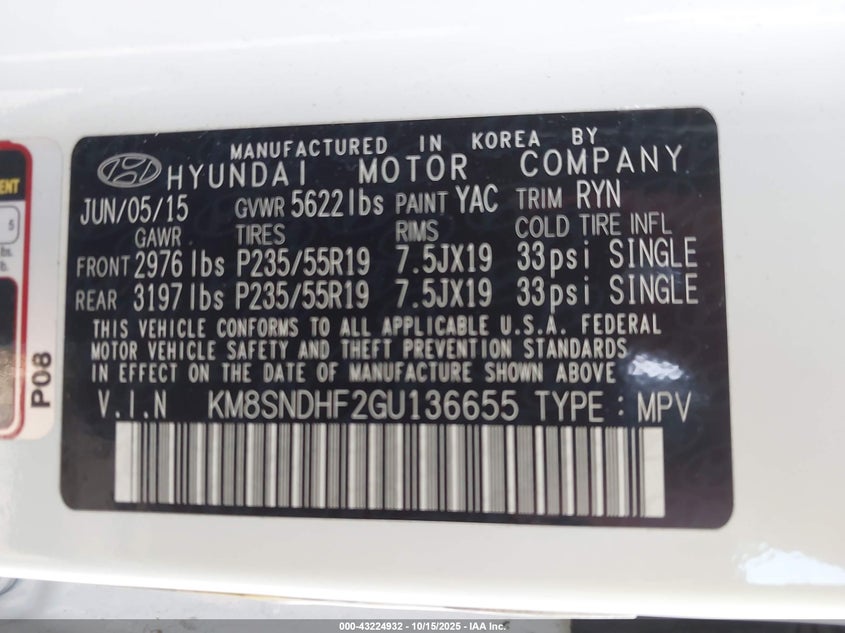 MANUFACTURED IN KOREA BY
HYUNDAI MOTOR COMPANY
JUN/05/15 GVWR 5622lbs PAINT YAC TRIM RYN
GAWR TIRES RIMS COLD TIRE INFL
FRONT 2976 lbs P235/55R19 7.5JX19 33psi SINGLE
REAR 3197 lbs P235/55R19 7.5JX19 33psi SINGLE
THIS VEHICLE CONFORMS TO ALL APPLICABLE U.S.A. FEDERAL
MOTOR VEHICLE SAFETY AND THEFT PREVENTION STANDARDS
IN EFFECT ON THE DATE OF MANUFACTURE SHOWN ABOVE
V.I.N KM8SNDHF2GU136655 TYPE : MPV
P08
5
000-43224932 - 10/15/2025 - IAA Inc.